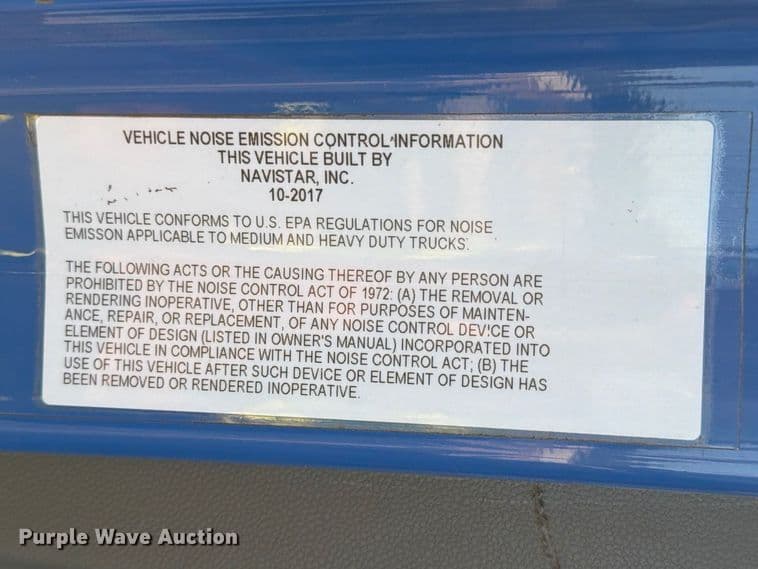 VEHICLE NOISE EMISSION CONTROL INFORMATION
THIS VEHICLE BUILT BY
NAVISTAR, INC.
10-2017
THIS VEHICLE CONFORMS TO U.S. EPA REGULATIONS FOR NOISE
EMISSON APPLICABLE TO MEDIUM AND HEAVY DUTY TRUCKS.
THE FOLLOWING ACTS OR THE CAUSING THEREOF BY ANY PERSON ARE
PROHIBITED BY THE NOISE CONTROL ACT OF 1972: (A) THE REMOVAL OR
RENDERING INOPERATIVE, OTHER THAN FOR PURPOSES OF MAINTEN-
ANCE, REPAIR, OR REPLACEMENT, OF ANY NOISE CONTROL DEVICE OR
ELEMENT OF DESIGN (LISTED IN OWNER'S MANUAL) INCORPORATED INTO
THIS VEHICLE IN COMPLIANCE WITH THE NOISE CONTROL ACT; (B) THE
USE OF THIS VEHICLE AFTER SUCH DEVICE OR ELEMENT OF DESIGN HAS
BEEN REMOVED OR RENDERED INOPERATIVE.
Purple Wave Auction